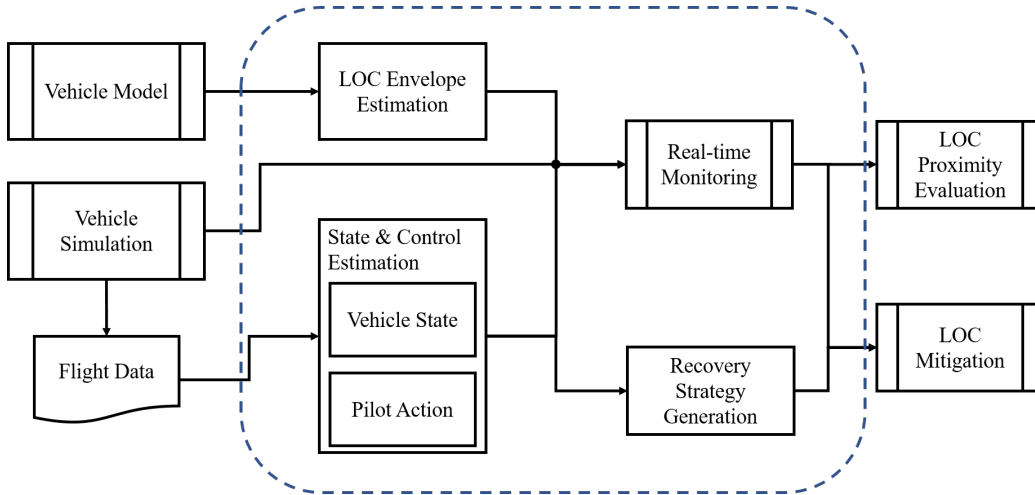 Vehicle Model
LOC Envelope
Estimation
Real-time
Monitoring
LOC
Proximity
Evaluation
Vehicle
Simulation
State & Control
Estimation
Vehicle State
Pilot Action
Flight Data
Recovery
Strategy
Generation
LOC
Mitigation